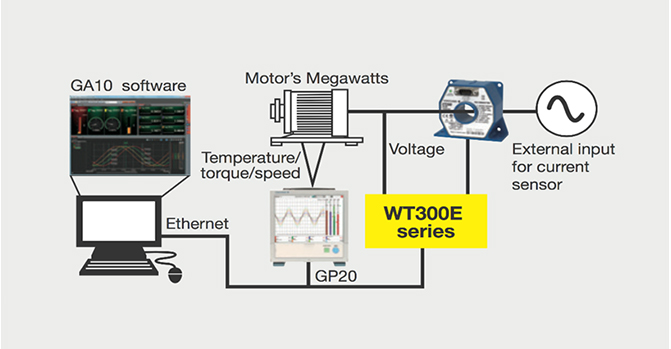 GA10 software
Motor's Megawatts
Temperature/
torque/speed
Voltage
External input
for current
sensor
Ethernet
WT300E
series
GP20